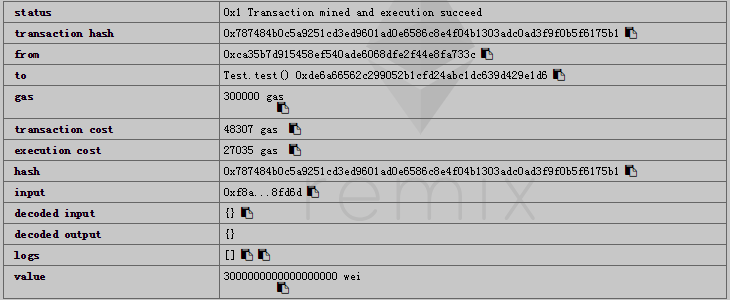 status 0x1 Transaction mined and execution succeed
transaction hash 0x787484b0c5a9251cd3ed9601ad0e6586c8e4f04b1303adc0ad3f9f0b5f6175b1
from 0xca35b7d915458ef540ade6068dfe2f44e8fa733c
to Test.test() 0xde6a66562c299052b1cfd24abc1dc639d429e1d6
gas 300000 gas
transaction cost 48307 gas
execution cost 27035 gas
hash 0x787484b0c5a9251cd3ed9601ad0e6586c8e4f04b1303adc0ad3f9f0b5f6175b1
input 0xf8a...8fd6d
decoded input {}
decoded output {}
logs []
value 3000000000000000000 wei
remix